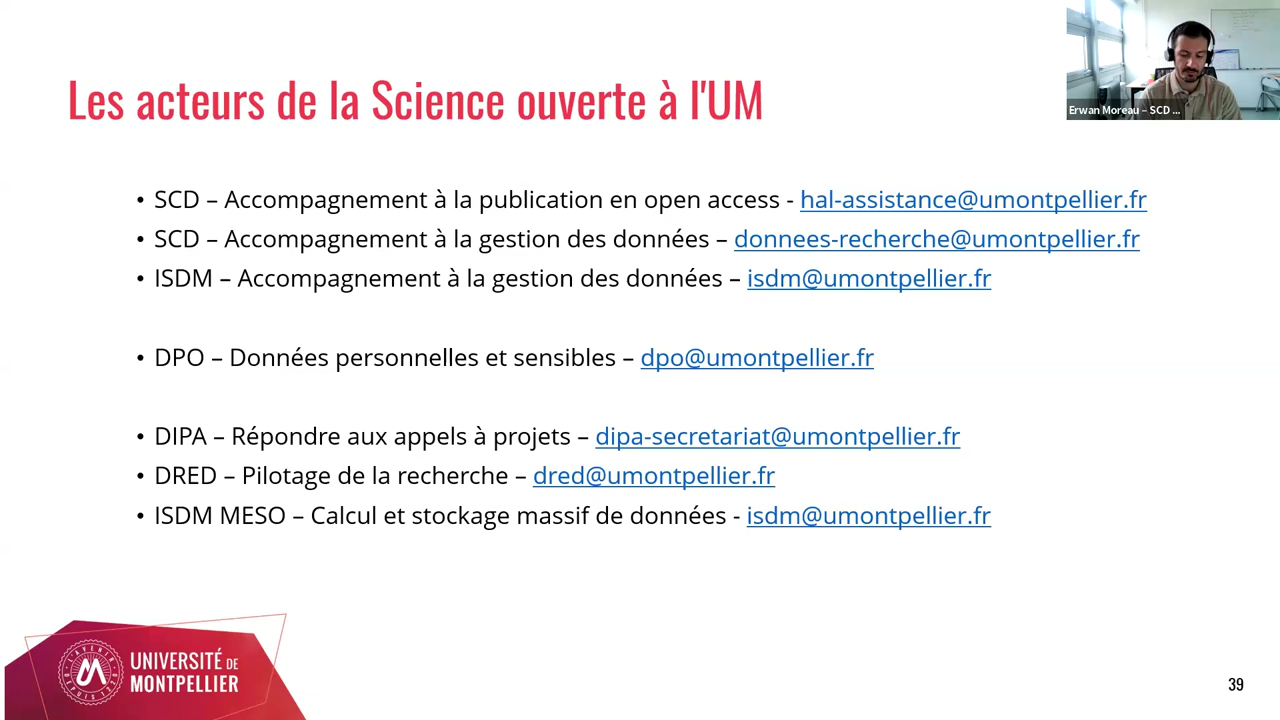 Les acteurs de la Science ouverte à l'UM
Erwan Moreau – SCD ...
• SCD – Accompagnement à la publication en open access - hal-assistance@umontpellier.fr
• SCD – Accompagnement à la gestion des données – donnees-recherche@umontpellier.fr
• ISDM – Accompagnement à la gestion des données – isdm@umontpellier.fr
• DPO – Données personnelles et sensibles – dpo@umontpellier.fr
• DIPA – Répondre aux appels à projets – dipa-secretariat@umontpellier.fr
• DRED – Pilotage de la recherche – dred@umontpellier.fr
• ISDM MESO – Calcul et stockage massif de données - isdm@umontpellier.fr
UNIVERSITÉ DE
MONTPELLIER
39